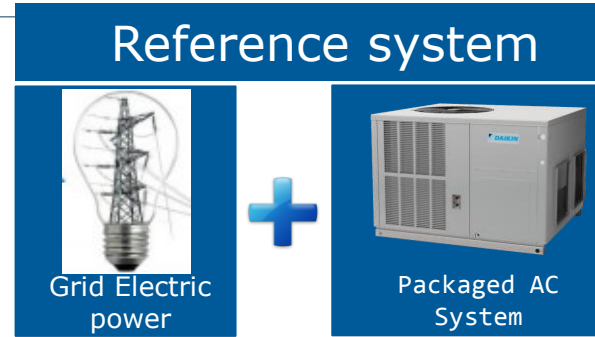 Reference system
DAIKIN
Grid Electric
power
Packaged AC
System